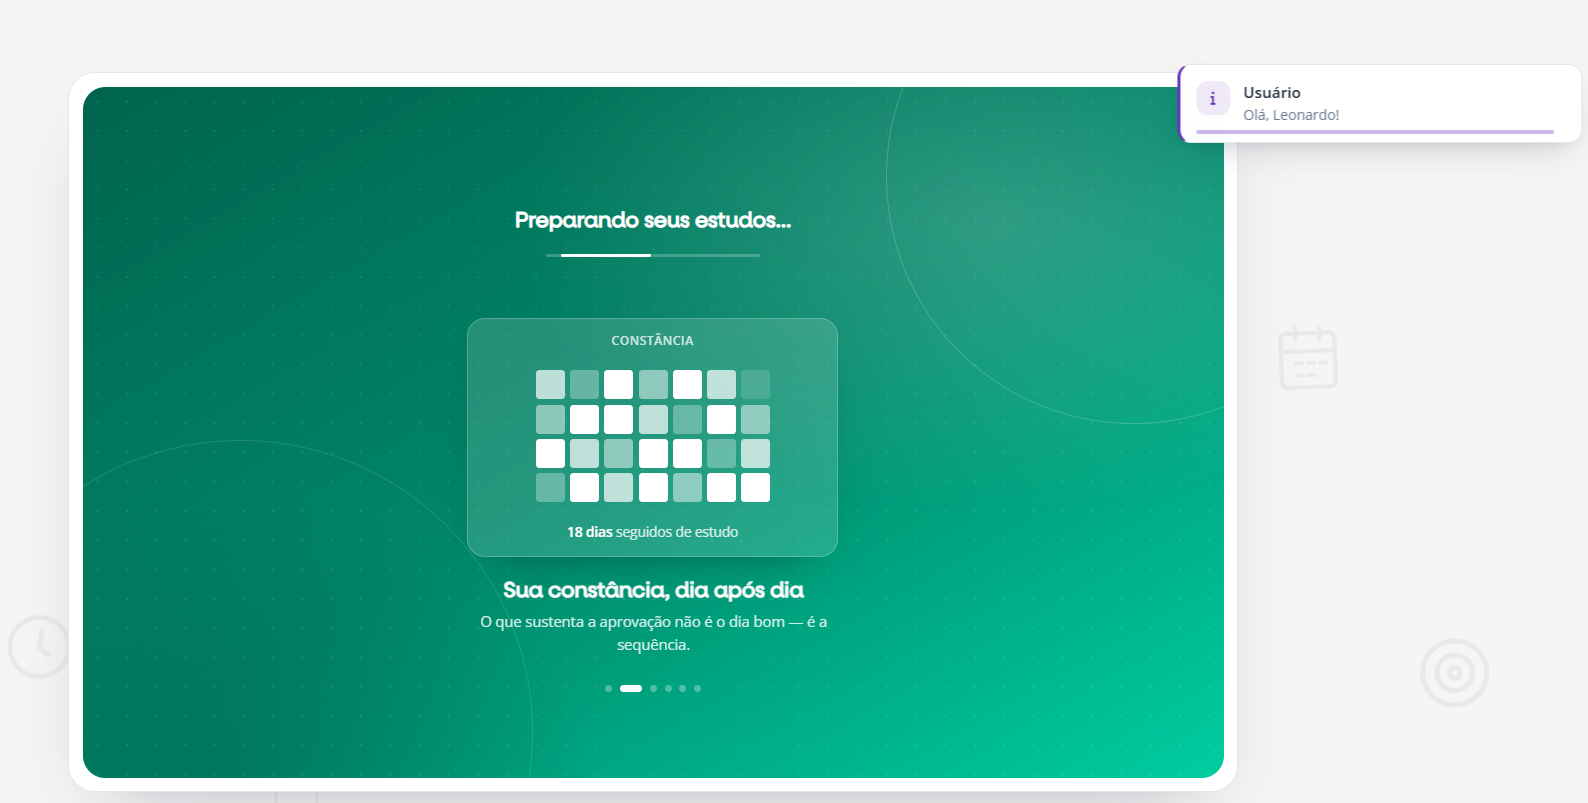 Usuário
Olá, Leonardo!
Preparando seus estudos...
CONSTÂNCIA
18 dias seguidos de estudo
Sua constância, dia após dia
O que sustenta a aprovação não é o dia bom — é a
sequência.